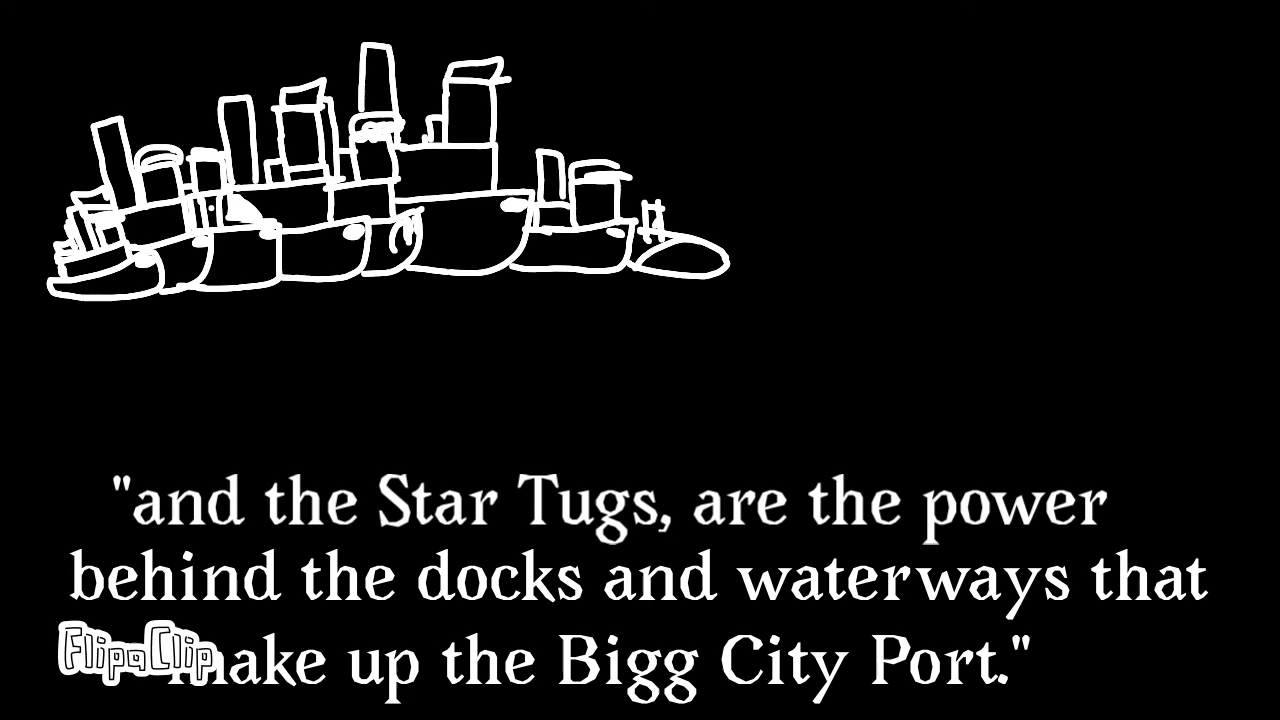 "and the Star Tugs, are the power
behind the docks and waterways that
make up the Bigg City Port."
FlipaClip